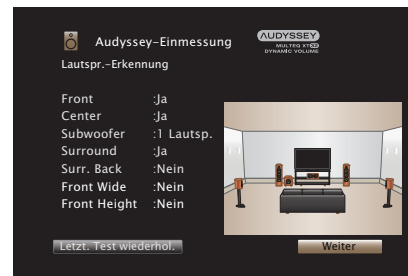 Audyssey-Einmessung
AUDYSSEY
MULTEQ XT32
DYNAMIC VOLUME
Lautspr.-Erkennung
Front :Ja
Center :Ja
Subwoofer :1 Lautsp.
Surround :Ja
Surr. Back :Nein
Front Wide :Nein
Front Height :Nein
Letzt. Test wiederhol.
Weiter